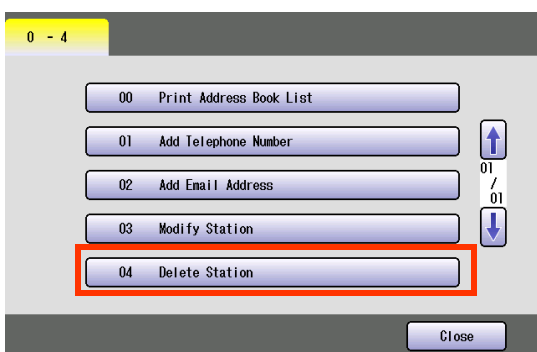 0 - 4
00 Print Address Book List
01 Add Telephone Number
02 Add Email Address
03 Modify Station
04 Delete Station
01
/
01
Close